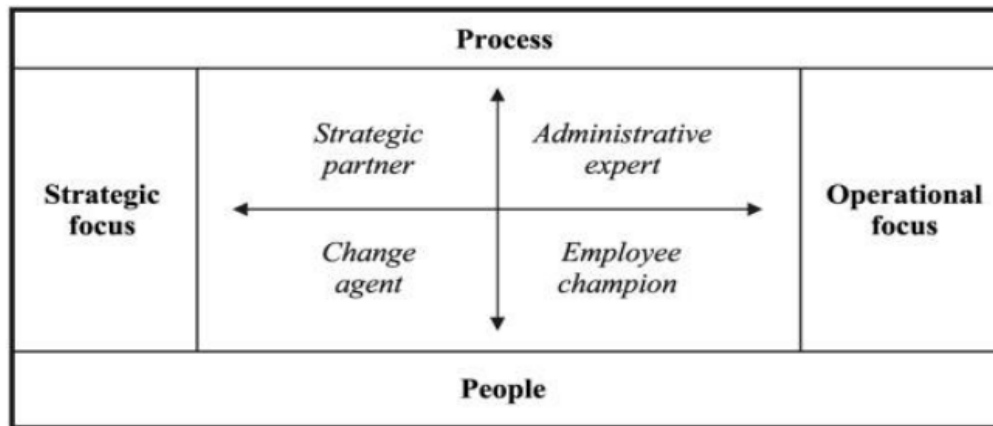 Process
Strategic
partner
Administrative
expert
Strategic
focus
Operational
focus
Change
agent
Employee
champion
People